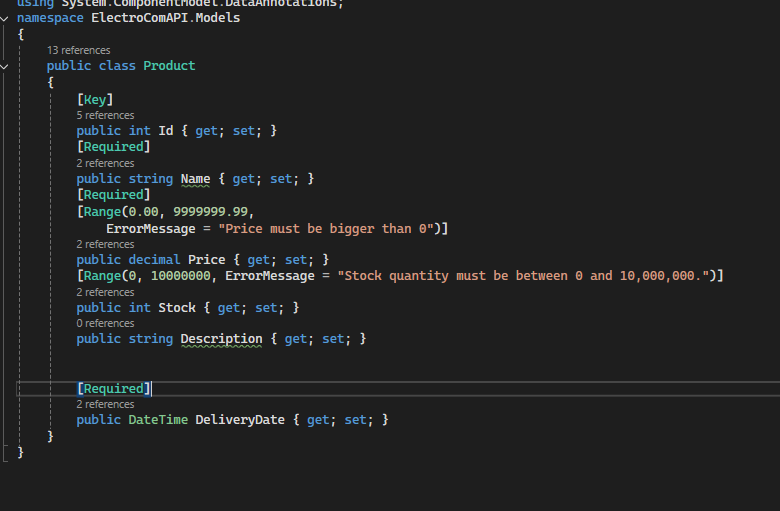 using System.ComponentModel.DataAnnotations;
namespace ElectroComAPI.Models
{
13 references
public class Product
{
[Key]
5 references
public int Id { get; set; }
[Required]
2 references
public string Name { get; set; }
[Required]
[Range(0.00, 9999999.99,
ErrorMessage = "Price must be bigger than 0")]
2 references
public decimal Price { get; set; }
[Range(0, 10000000, ErrorMessage = "Stock quantity must be between 0 and 10,000,000.")]
2 references
public int Stock { get; set; }
0 references
public string Description { get; set; }
[Required]
2 references
public DateTime DeliveryDate { get; set; }
}
}